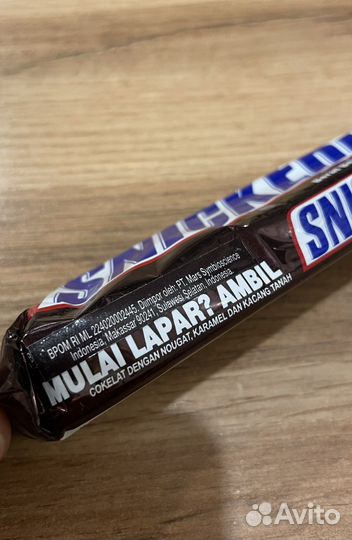 SNICKERS
SNI
BPOM RI ML 224020002445, Diimpor oleh: PT. Mars Symbioscience
Indonesia, Makassar 90241, Sulawesi Selatan, Indonesia.
MULAI LAPAR? AMBIL
COKELAT DENGAN NOUGAT, KARAMEL DAN KACANG TANAH
Avito